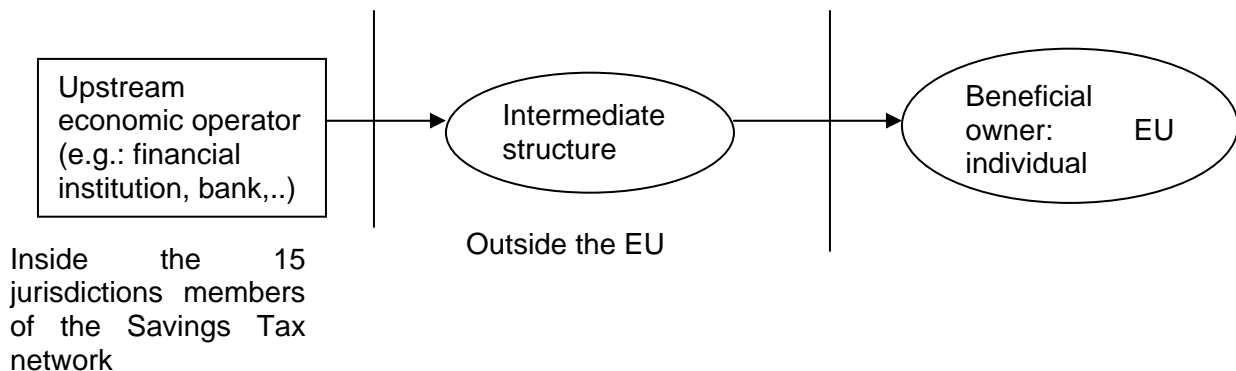 Upstream
economic operator
(e.g.: financial
institution, bank,..)
Inside the 15
jurisdictions members
of the Savings Tax
network
Intermediate
structure
Outside the EU
Beneficial
owner: EU
individual